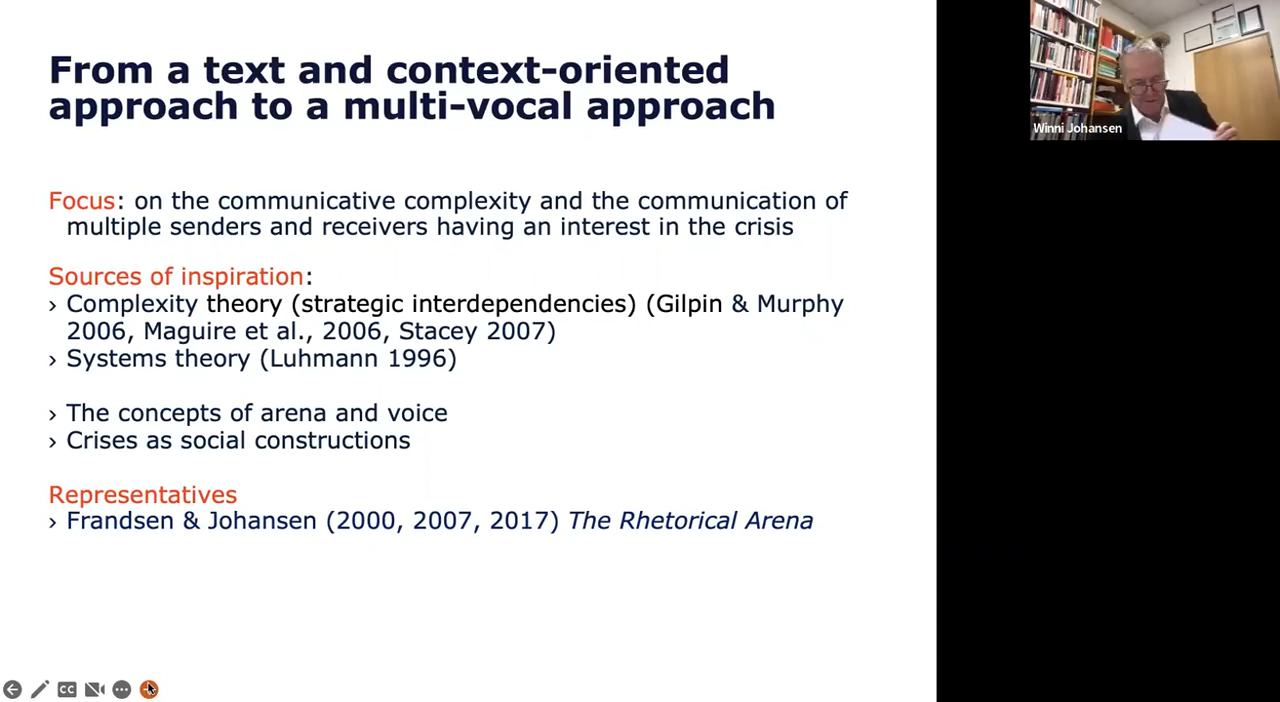 From a text and context-oriented
approach to a multi-vocal approach
Focus: on the communicative complexity and the communication of
multiple senders and receivers having an interest in the crisis
Sources of inspiration:
› Complexity theory (strategic interdependencies) (Gilpin & Murphy
2006, Maguire et al., 2006, Stacey 2007)
› Systems theory (Luhmann 1996)
› The concepts of arena and voice
› Crises as social constructions
Representatives
› Frandsen & Johansen (2000, 2007, 2017) The Rhetorical Arena
Winni Johansen
CC